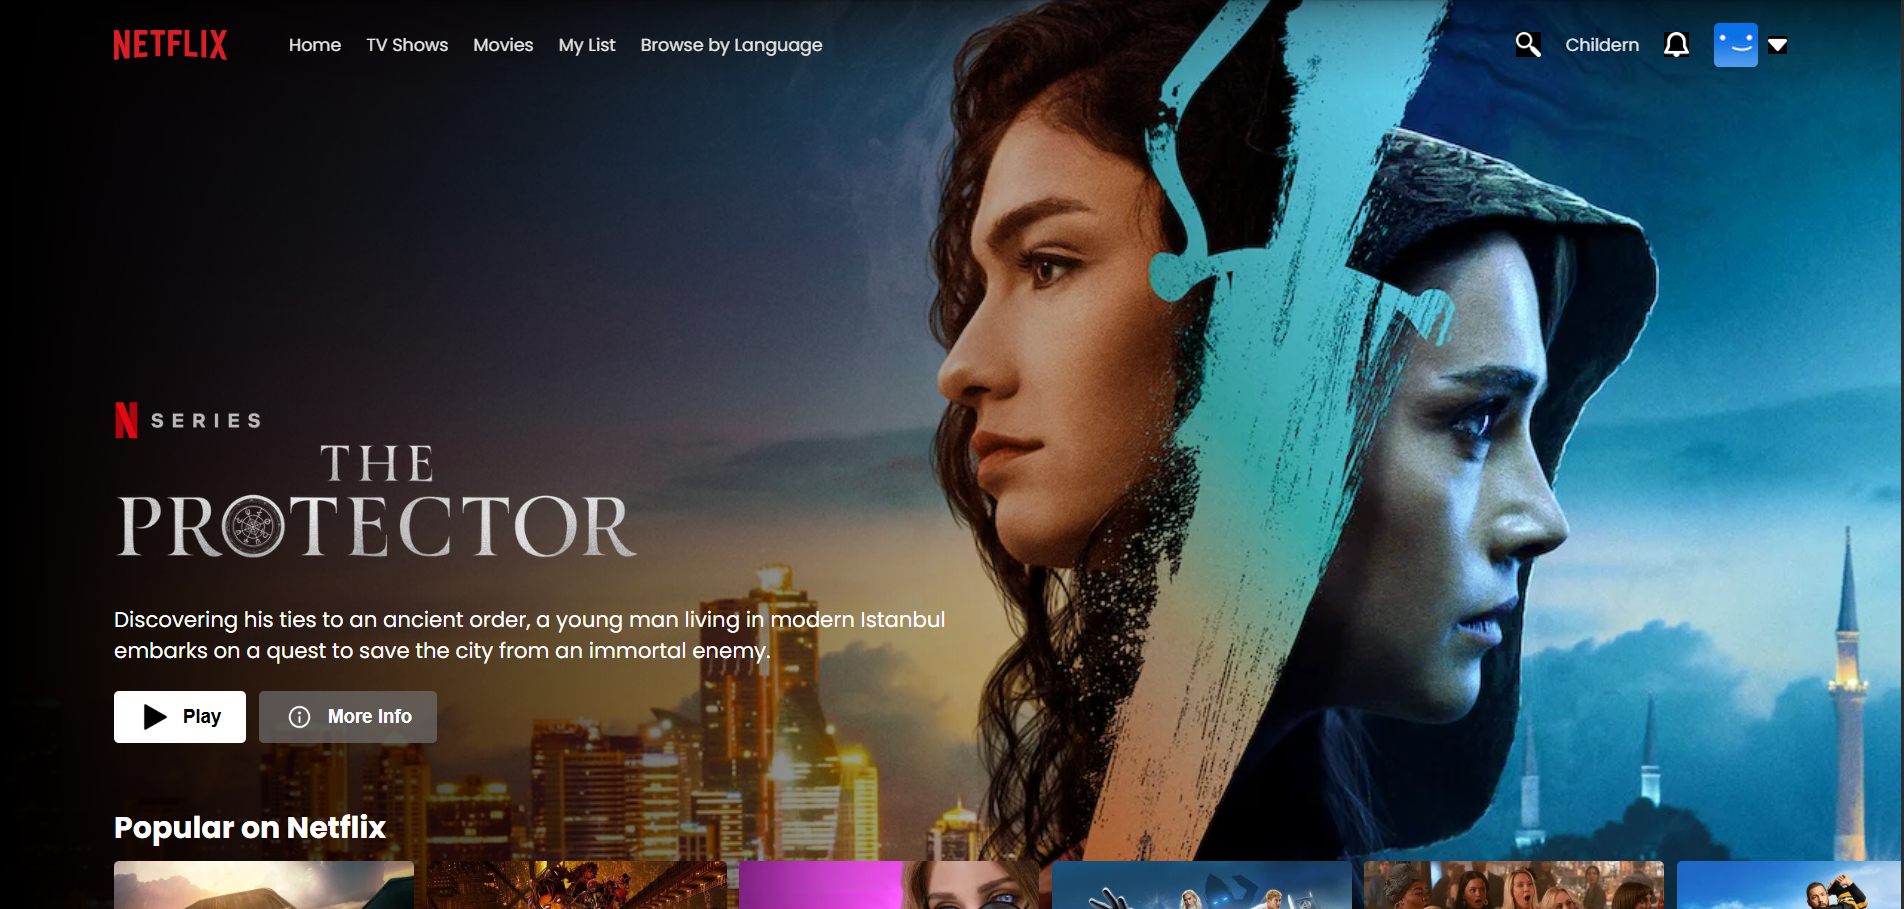 NETFLIX
Home TV Shows Movies My List Browse by Language
Childern
N SERIES
THE
PROTECTOR
Discovering his ties to an ancient order, a young man living in modern Istanbul
embarks on a quest to save the city from an immortal enemy.
Play More Info
Popular on Netflix